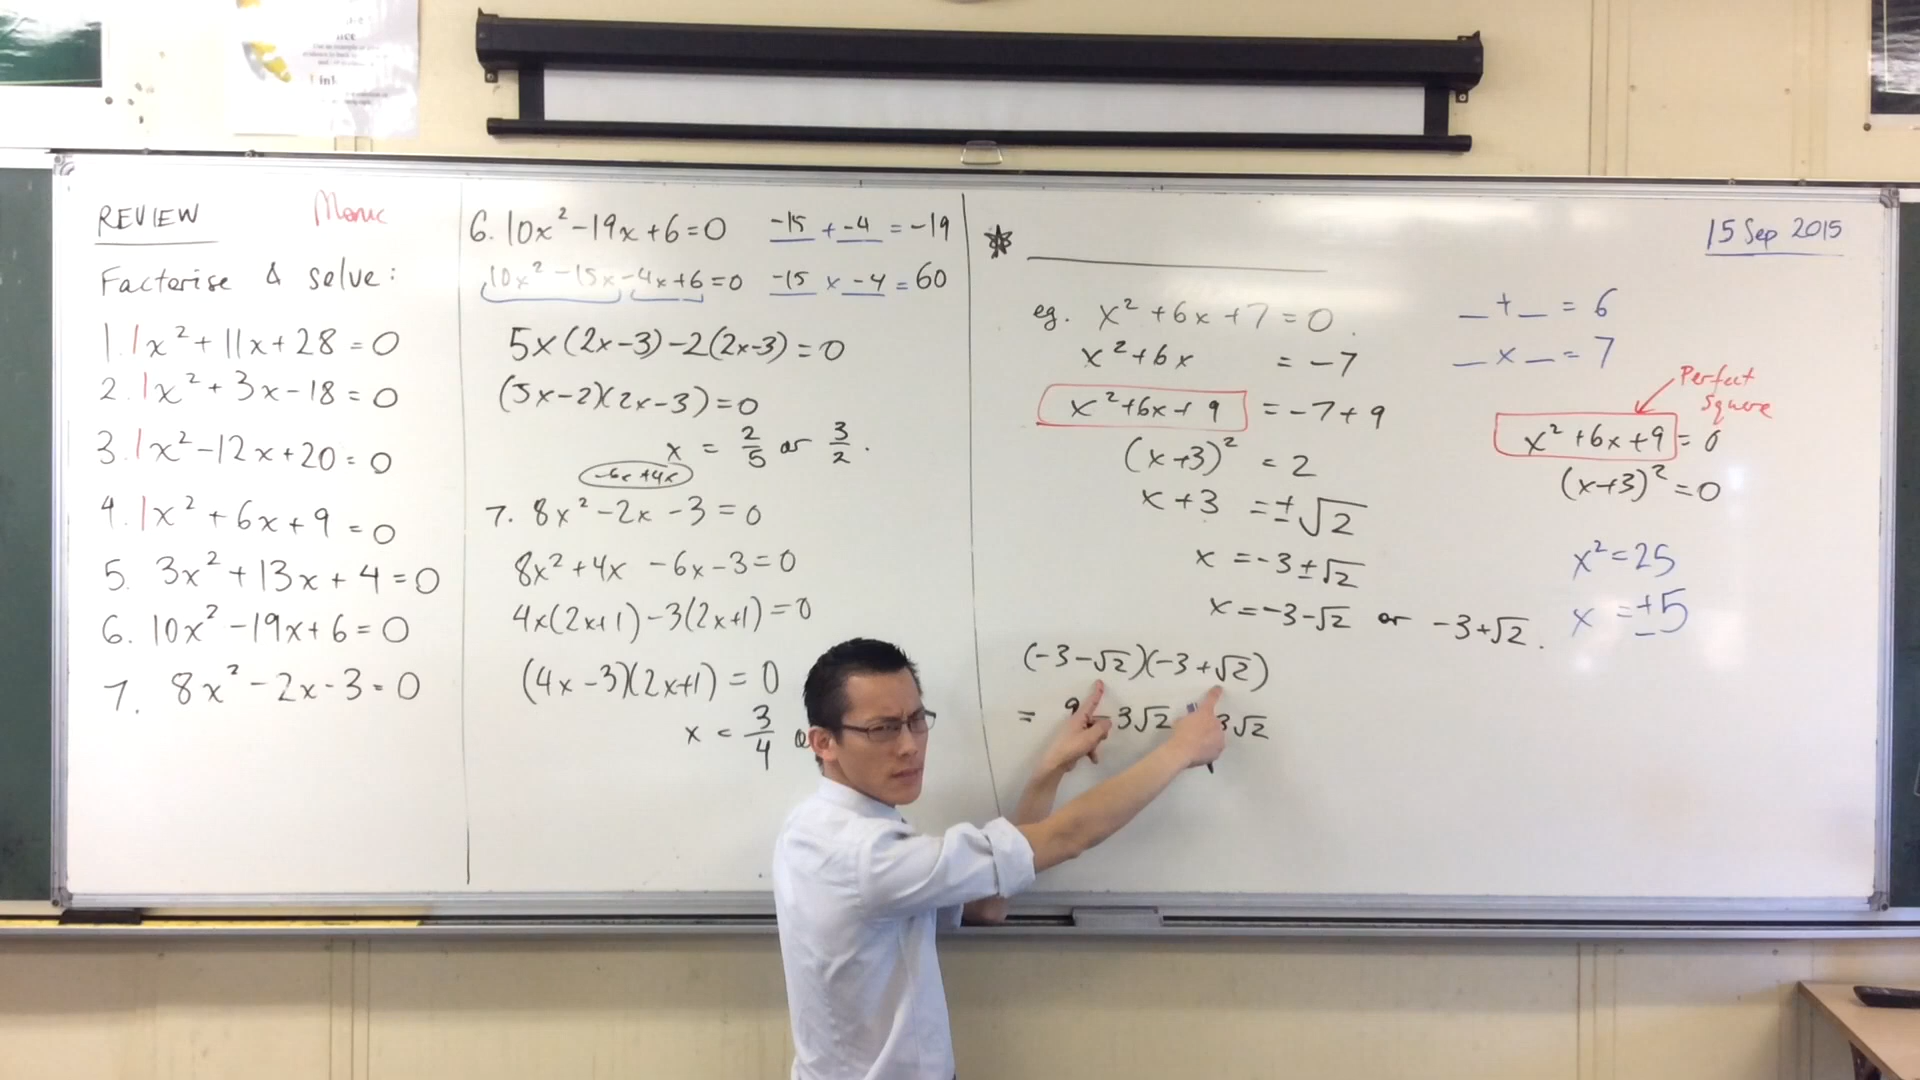 REVIEW
Factorise & solve:
1. 1x² + 11x + 28 = 0
2. 1x² + 3x - 18 = 0
3. 1x² - 12x + 20 = 0
4. 1x² + 6x + 9 = 0
5. 3x² + 13x + 4 = 0
6. 10x² - 19x + 6 = 0
7. 8x² - 2x - 3 = 0
6. 10x² - 19x + 6 = 0 -15 + -4 = -19
10x² - 15x - 4x + 6 = 0 -15 x -4 = 60
5x(2x-3) - 2(2x-3) = 0
(5x-2)(2x-3) = 0
x = 2/5 or 3/2.
-6x +4x
7. 8x² - 2x - 3 = 0
8x² + 4x - 6x - 3 = 0
4x(2x+1) - 3(2x+1) = 0
(4x-3)(2x+1) = 0
x = 3/4
15 Sep 2015
eg. x² + 6x + 7 = 0.
x² + 6x = -7
x² + 6x + 9 = -7 + 9
(x+3)² = 2
x + 3 = ±√2
x = -3 ± √2
x = -3-√2 or -3+√2.
(-3-√2)(-3+√2)
= 9 - 3√2 3√2
_ + _ = 6
_ x _ = 7
Perfect
Square
x² + 6x + 9 = 0
(x+3)² = 0
x² = 25
x = ±5